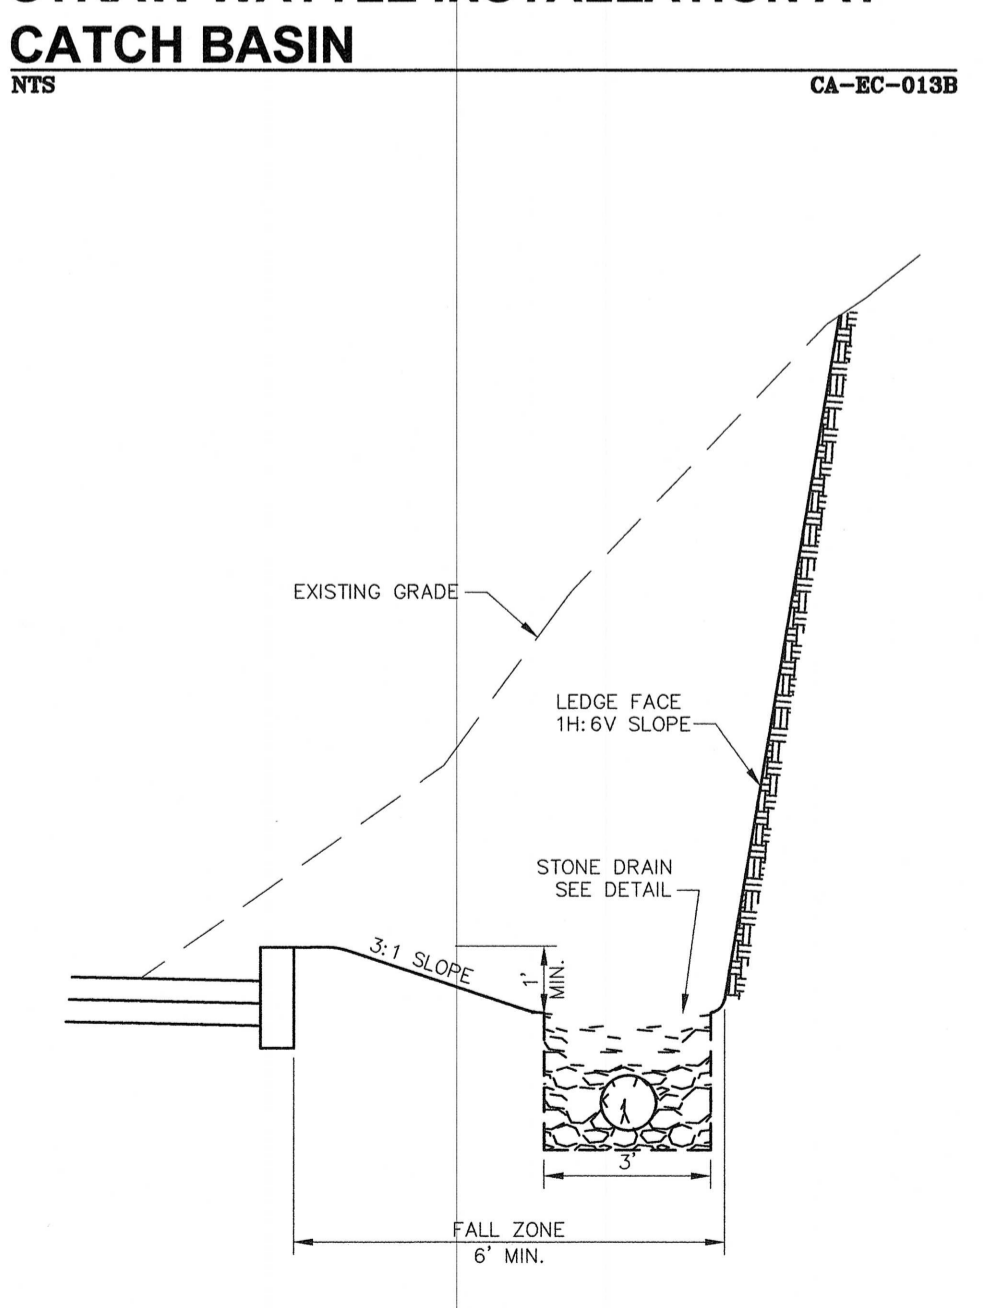 CATCH BASIN
NTS
CA-EC-013B
EXISTING GRADE
LEDGE FACE
1H:6V SLOPE
STONE DRAIN
SEE DETAIL
3:1 SLOPE
1'
MIN.
3'
FALL ZONE
6' MIN.